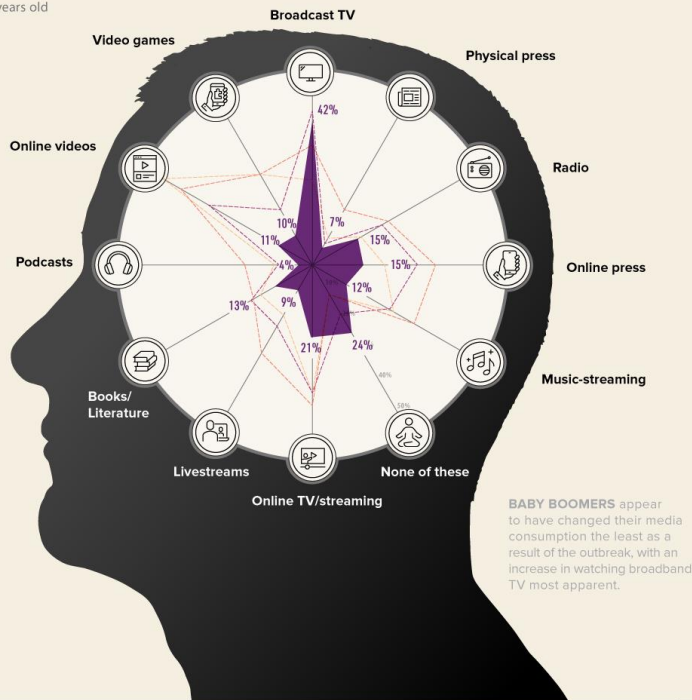 years old
Broadcast TV
Video games
Physical press
42%
Online videos
Radio
10%
7%
11%
15%
Podcasts
4%
15%
Online press
12%
13%
9%
21%
24%
Music-streaming
40%
Books/
Literature
50%
Livestreams
None of these
Online TV/streaming
BABY BOOMERS appear
to have changed their media
consumption the least as a
result of the outbreak, with an
increase in watching broadband
TV most apparent.